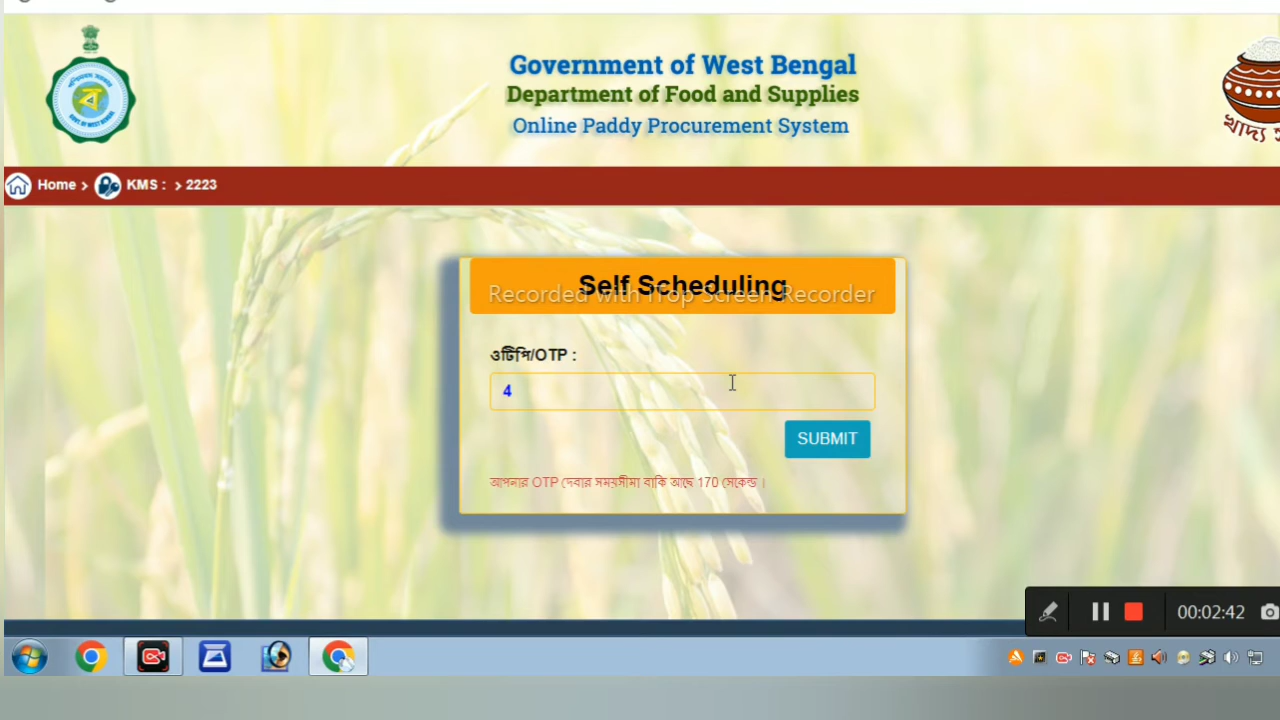 Government of West Bengal
Department of Food and Supplies
Online Paddy Procurement System
খাদ্য
Home > KMS : > 2223
Self Scheduling
Recorded with iTop Screen Recorder
ওটিপি/OTP :
4
SUBMIT
আপনার OTP দেবার সময়সীমা বাকি আছে 170 সেকেন্ড।
00:02:42